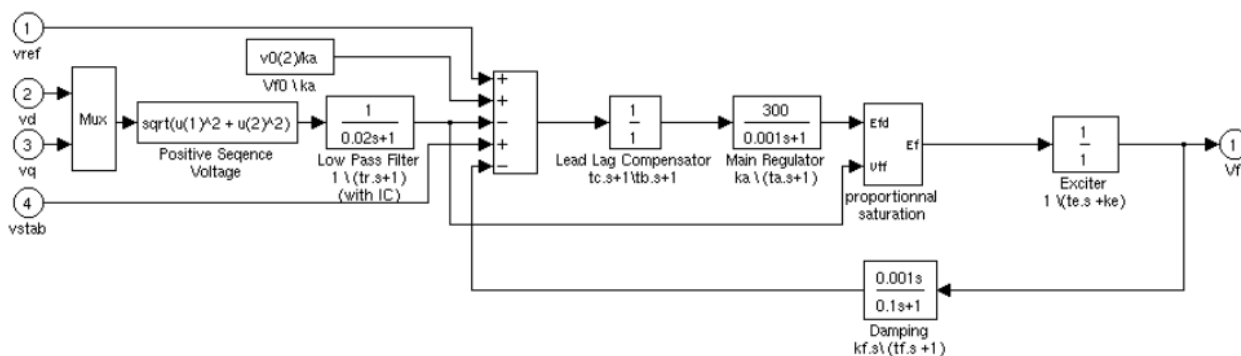 1
vref
v0(2)/ka
Vf0 \ ka
2
vd
3
vq
Mux
sqrt(u(1)^2 + u(2)^2)
Positive Seqence
Voltage
1
0.02s+1
Low Pass Filter
1 \ (tr.s+1)
(with IC)
4
vstab
+
+
−
+
−
1
1
Lead Lag Compensator
tc.s+1\tb.s+1
300
0.001s+1
Main Regulator
ka \ (ta.s+1)
Efd
Ef
Vtf
proportionnal
saturation
1
1
Exciter
1 \(te.s +ke)
1
Vf
0.001s
0.1s+1
Damping
kf.s\ (tf.s +1)